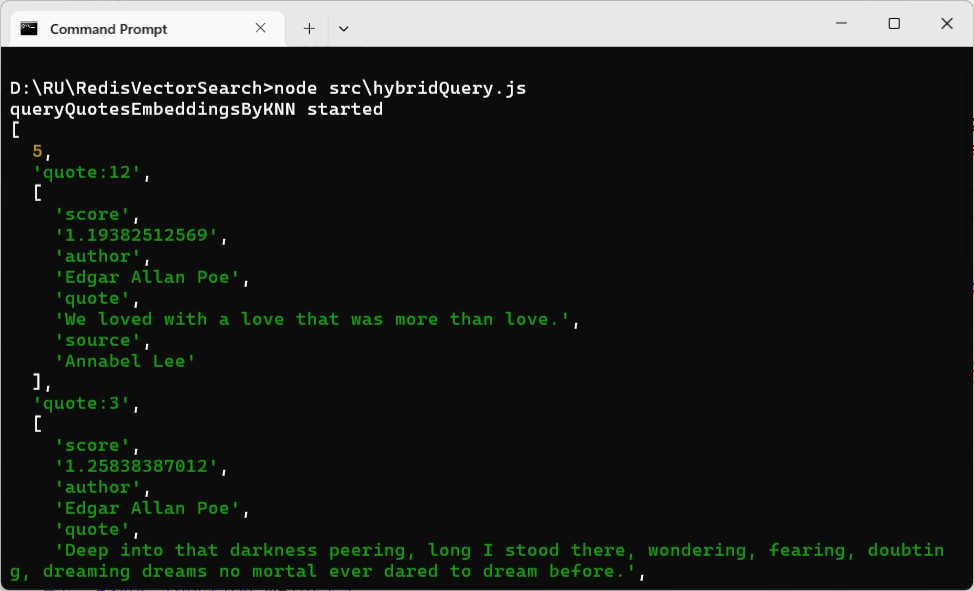 Command Prompt
D:\RU\RedisVectorSearch>node src\hybridQuery.js
queryQuotesEmbeddingsByKNN started
[
  5,
  'quote:12',
  [
    'score',
    '1.19382512569',
    'author',
    'Edgar Allan Poe',
    'quote',
    'We loved with a love that was more than love.',
    'source',
    'Annabel Lee'
  ],
  'quote:3',
  [
    'score',
    '1.25838387012',
    'author',
    'Edgar Allan Poe',
    'quote',
    'Deep into that darkness peering, long I stood there, wondering, fearing, doubtin
g, dreaming dreams no mortal ever dared to dream before.',